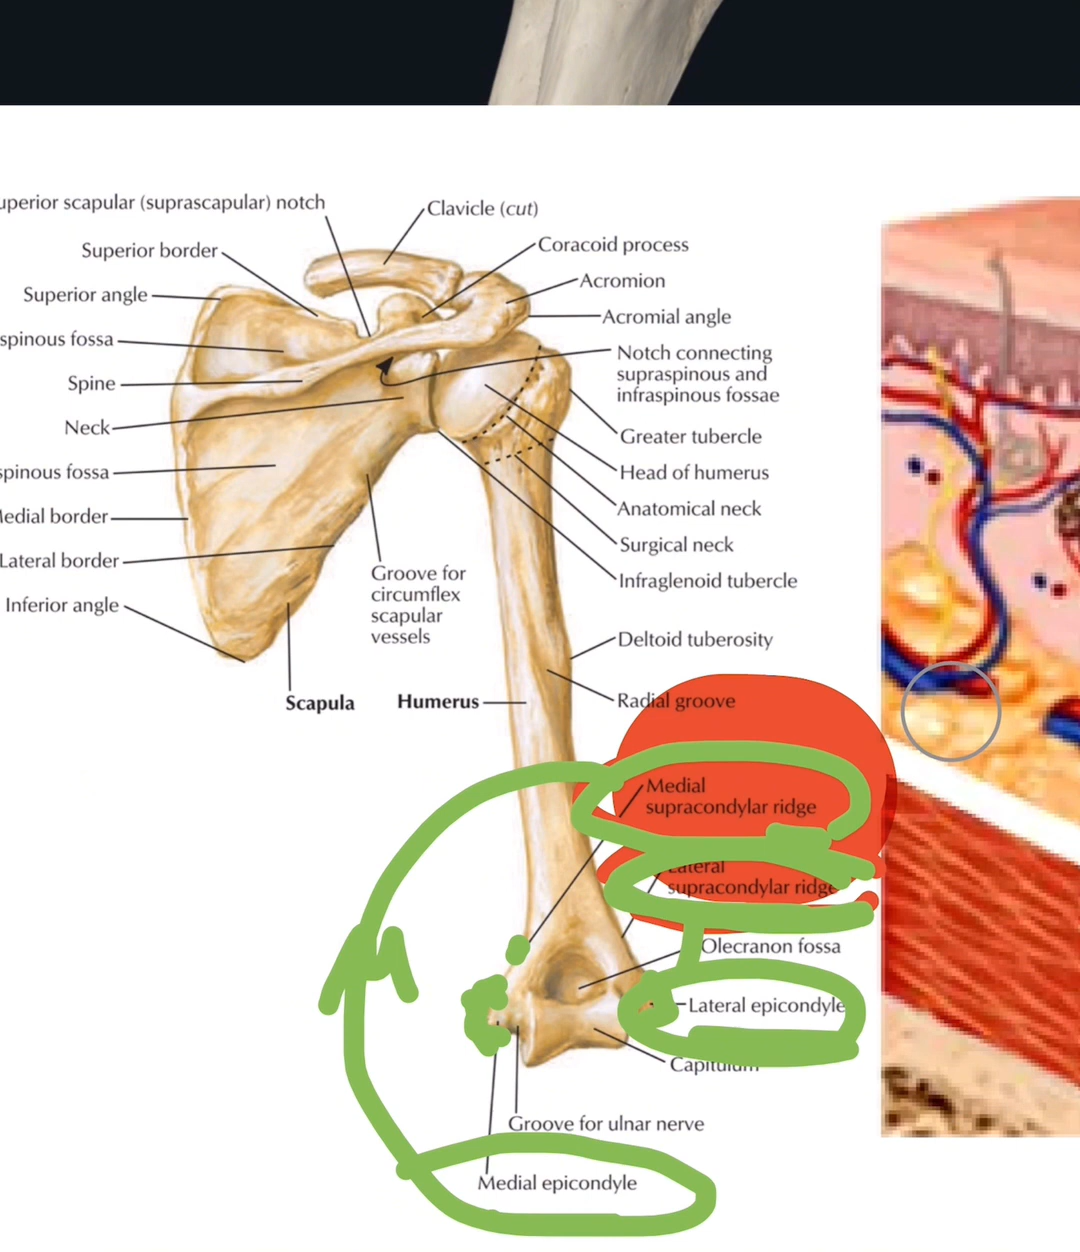 uperior scapular (suprascapular) notch
Clavicle (cut)
Superior border
Coracoid process
Superior angle
Acromion
Acromial angle
spinous fossa
Notch connecting
supraspinous and
infraspinous fossae
Spine
Neck
Greater tubercle
spinous fossa
Head of humerus
Medial border
Anatomical neck
Lateral border
Surgical neck
Groove for
circumflex
scapular
vessels
Infraglenoid tubercle
Inferior angle
Deltoid tuberosity
Scapula
Humerus
Radial groove
Medial
supracondylar ridge
Lateral
supracondylar ridge
Olecranon fossa
Lateral epicondyle
Capitulum
Groove for ulnar nerve
Medial epicondyle